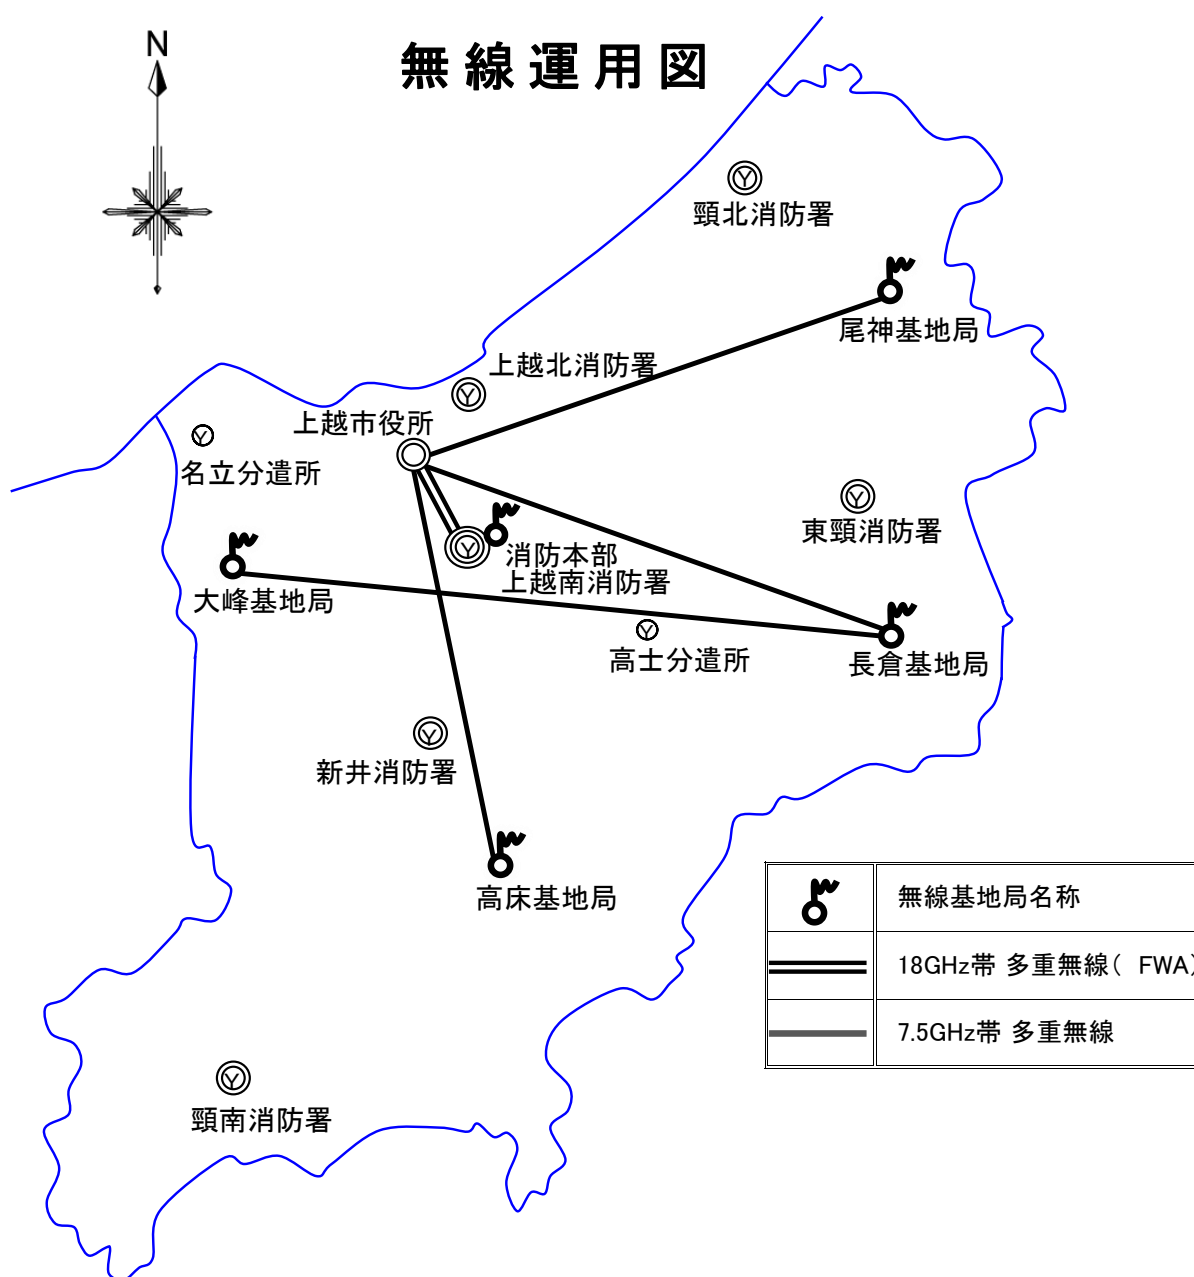 N
無線運用図
頸北消防署
尾神基地局
上越北消防署
上越市役所
名立分遣所
東頸消防署
消防本部
上越南消防署
大峰基地局
高士分遣所
長倉基地局
新井消防署
高床基地局
無線基地局名称
18GHz帯 多重無線( FWA)
7.5GHz帯 多重無線
頸南消防署